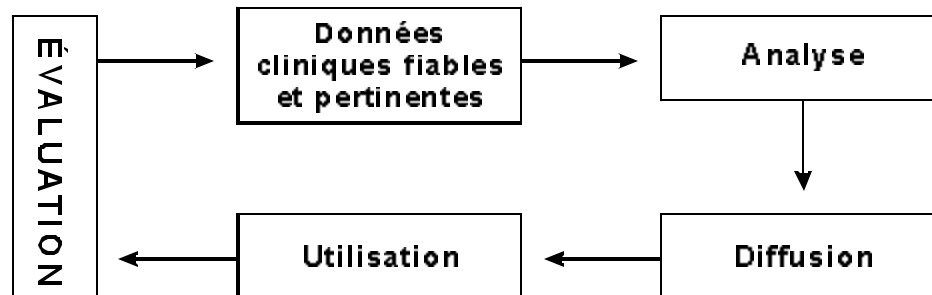 ÉVALUATION
Données
cliniques fiables
et pertinentes
Analyse
Diffusion
Utilisation